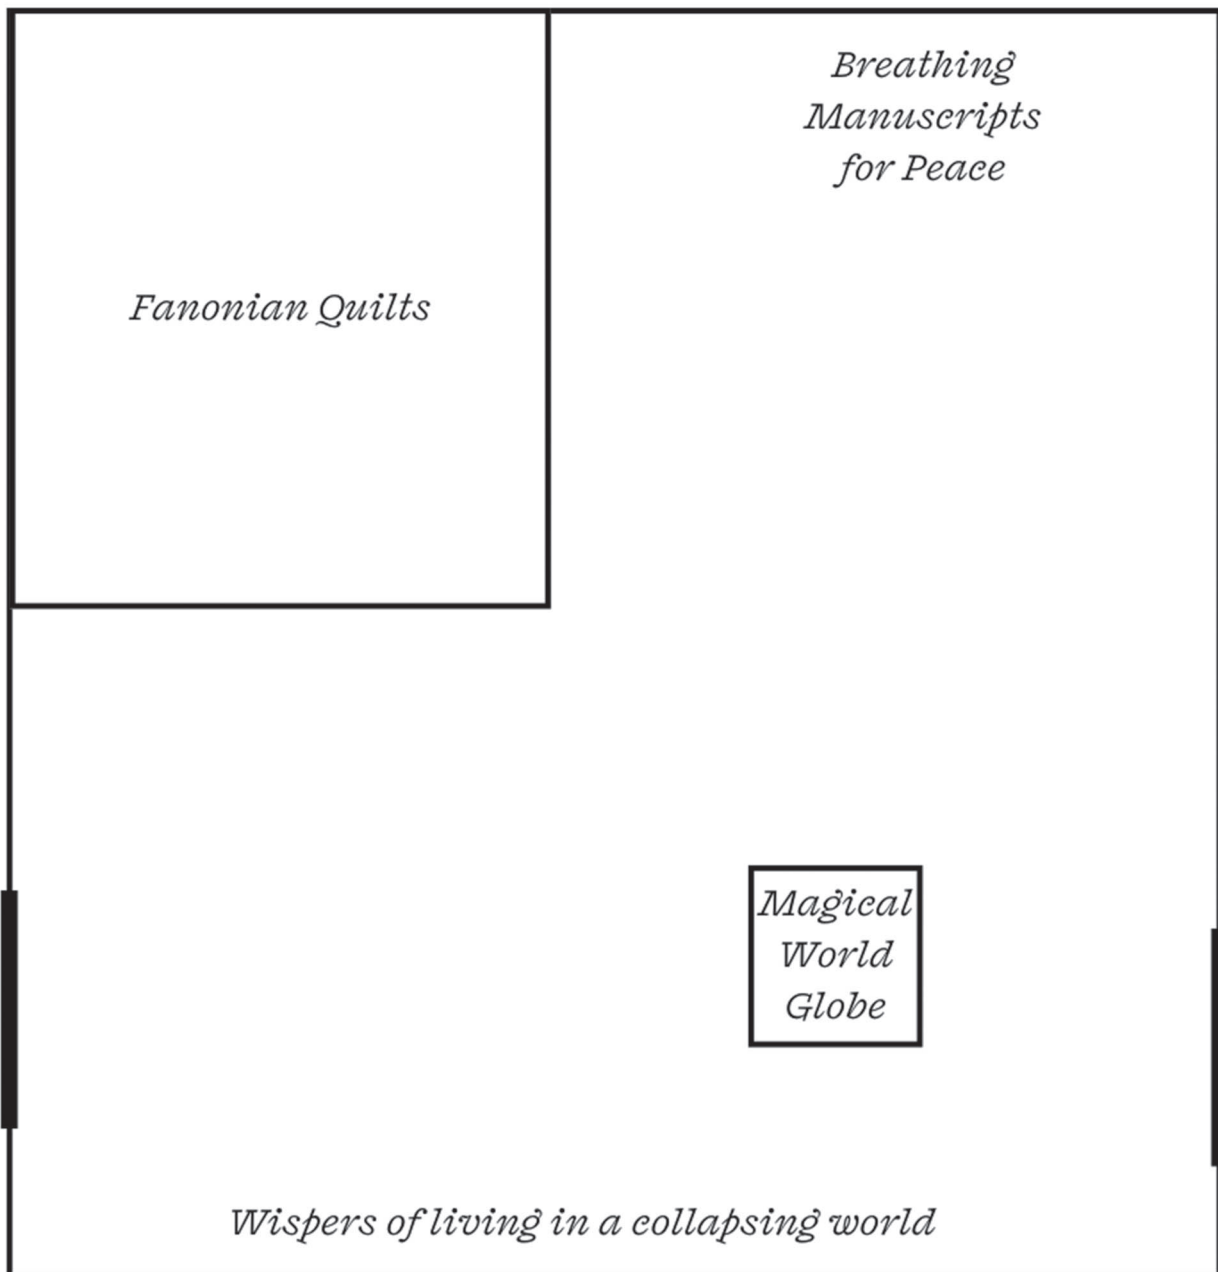 Breathing
Manuscripts
for Peace
Fanonian Quilts
Magical
World
Globe
Wispers of living in a collapsing world